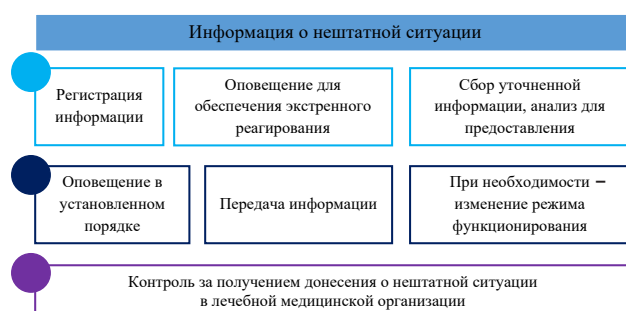 Информация о нештатной ситуации
Регистрация
информации
Оповещение для
обеспечения экстренного
реагирования
Сбор уточненной
информации, анализ для
предоставления
Оповещение в
установленном
порядке
Передача информации
При необходимости –
изменение режима
функционирования
Контроль за получением донесения о нештатной ситуации
в лечебной медицинской организации